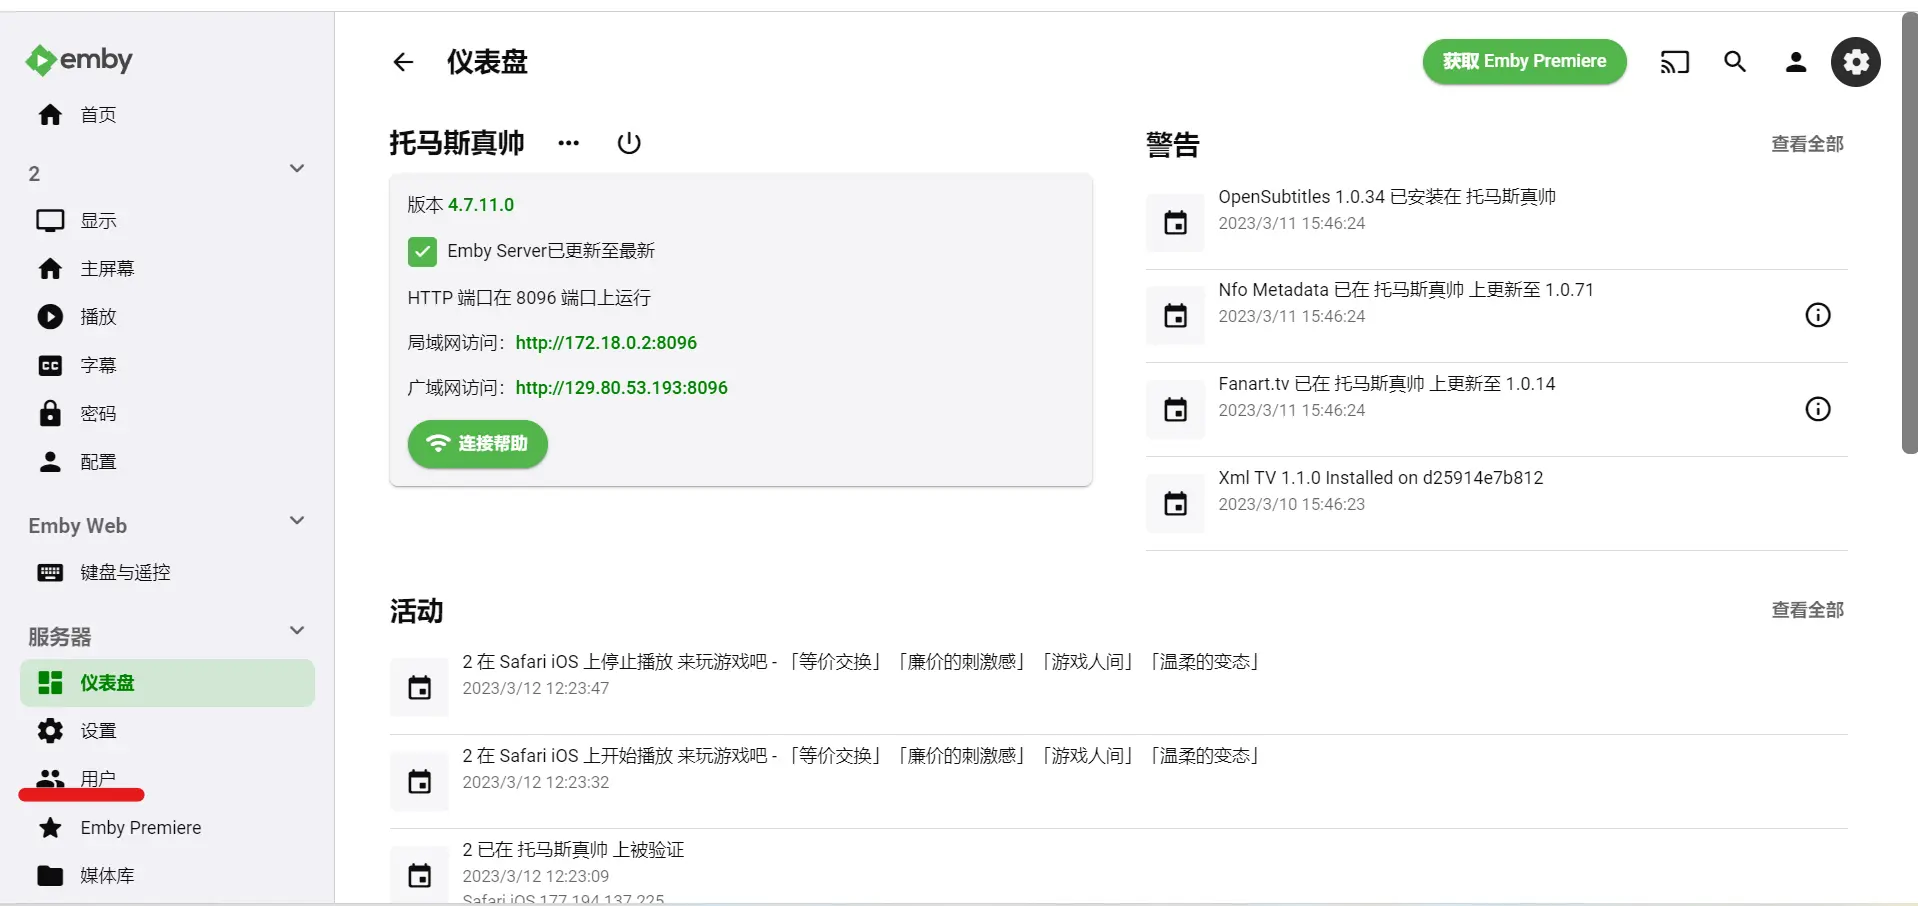 emby
首页
2
显示
主屏幕
播放
字幕
密码
配置
Emby Web
键盘与遥控
服务器
仪表盘
设置
用户
Emby Premiere
媒体库
仪表盘
获取 Emby Premiere
托马斯真帅
版本 4.7.11.0
Emby Server已更新至最新
HTTP 端口在 8096 端口上运行
局域网访问：http://172.18.0.2:8096
广域网访问：http://129.80.53.193:8096
连接帮助
警告
查看全部
OpenSubtitles 1.0.34 已安装在 托马斯真帅
2023/3/11 15:46:24
Nfo Metadata 已在 托马斯真帅 上更新至 1.0.71
2023/3/11 15:46:24
Fanart.tv 已在 托马斯真帅 上更新至 1.0.14
2023/3/11 15:46:24
Xml TV 1.1.0 Installed on d25914e7b812
2023/3/10 15:46:23
活动
查看全部
2 在 Safari iOS 上停止播放 来玩游戏吧 - 「等价交换」「廉价的刺激感」「游戏人间」「温柔的变态」
2023/3/12 12:23:47
2 在 Safari iOS 上开始播放 来玩游戏吧 - 「等价交换」「廉价的刺激感」「游戏人间」「温柔的变态」
2023/3/12 12:23:32
2 已在 托马斯真帅 上被验证
2023/3/12 12:23:09
Safari iOS 177.194.137.225